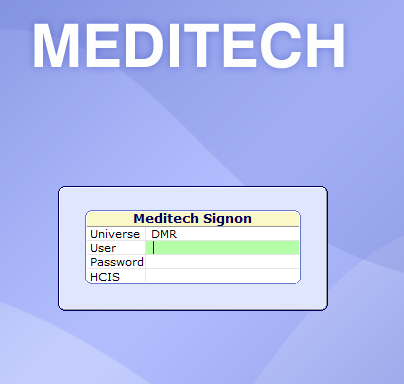 MEDITECH
Meditech Signon
Universe DMR
User
Password
HCIS